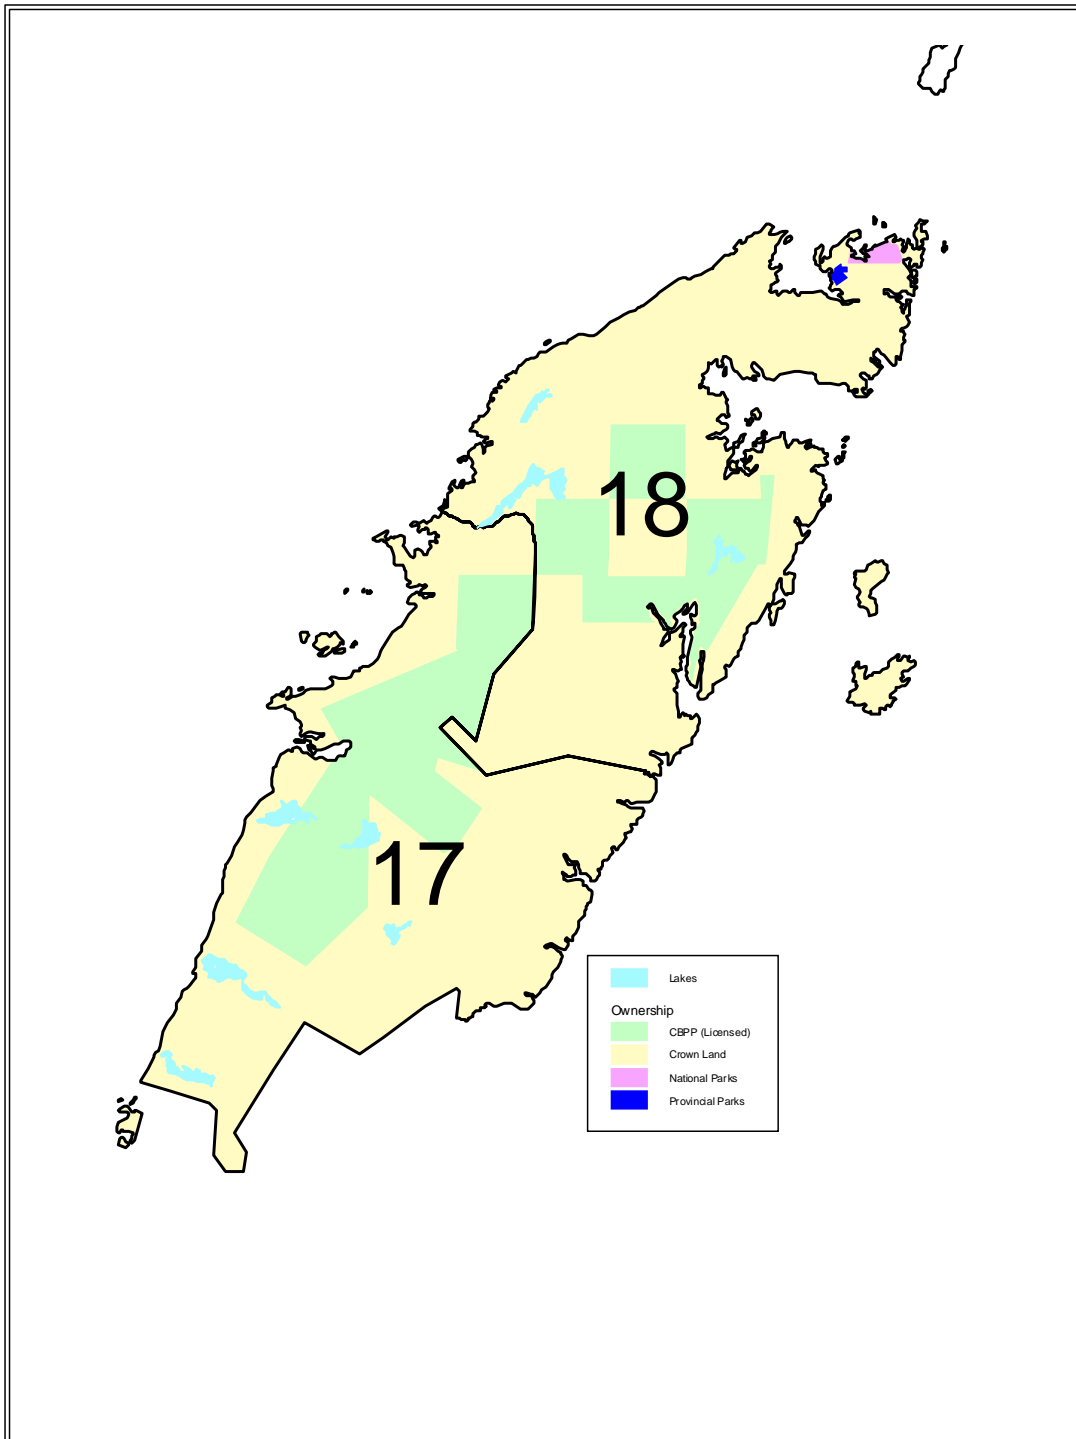 18
17
Lakes
Ownership
CBPP (Licensed)
Crown Land
National Parks
Provincial Parks